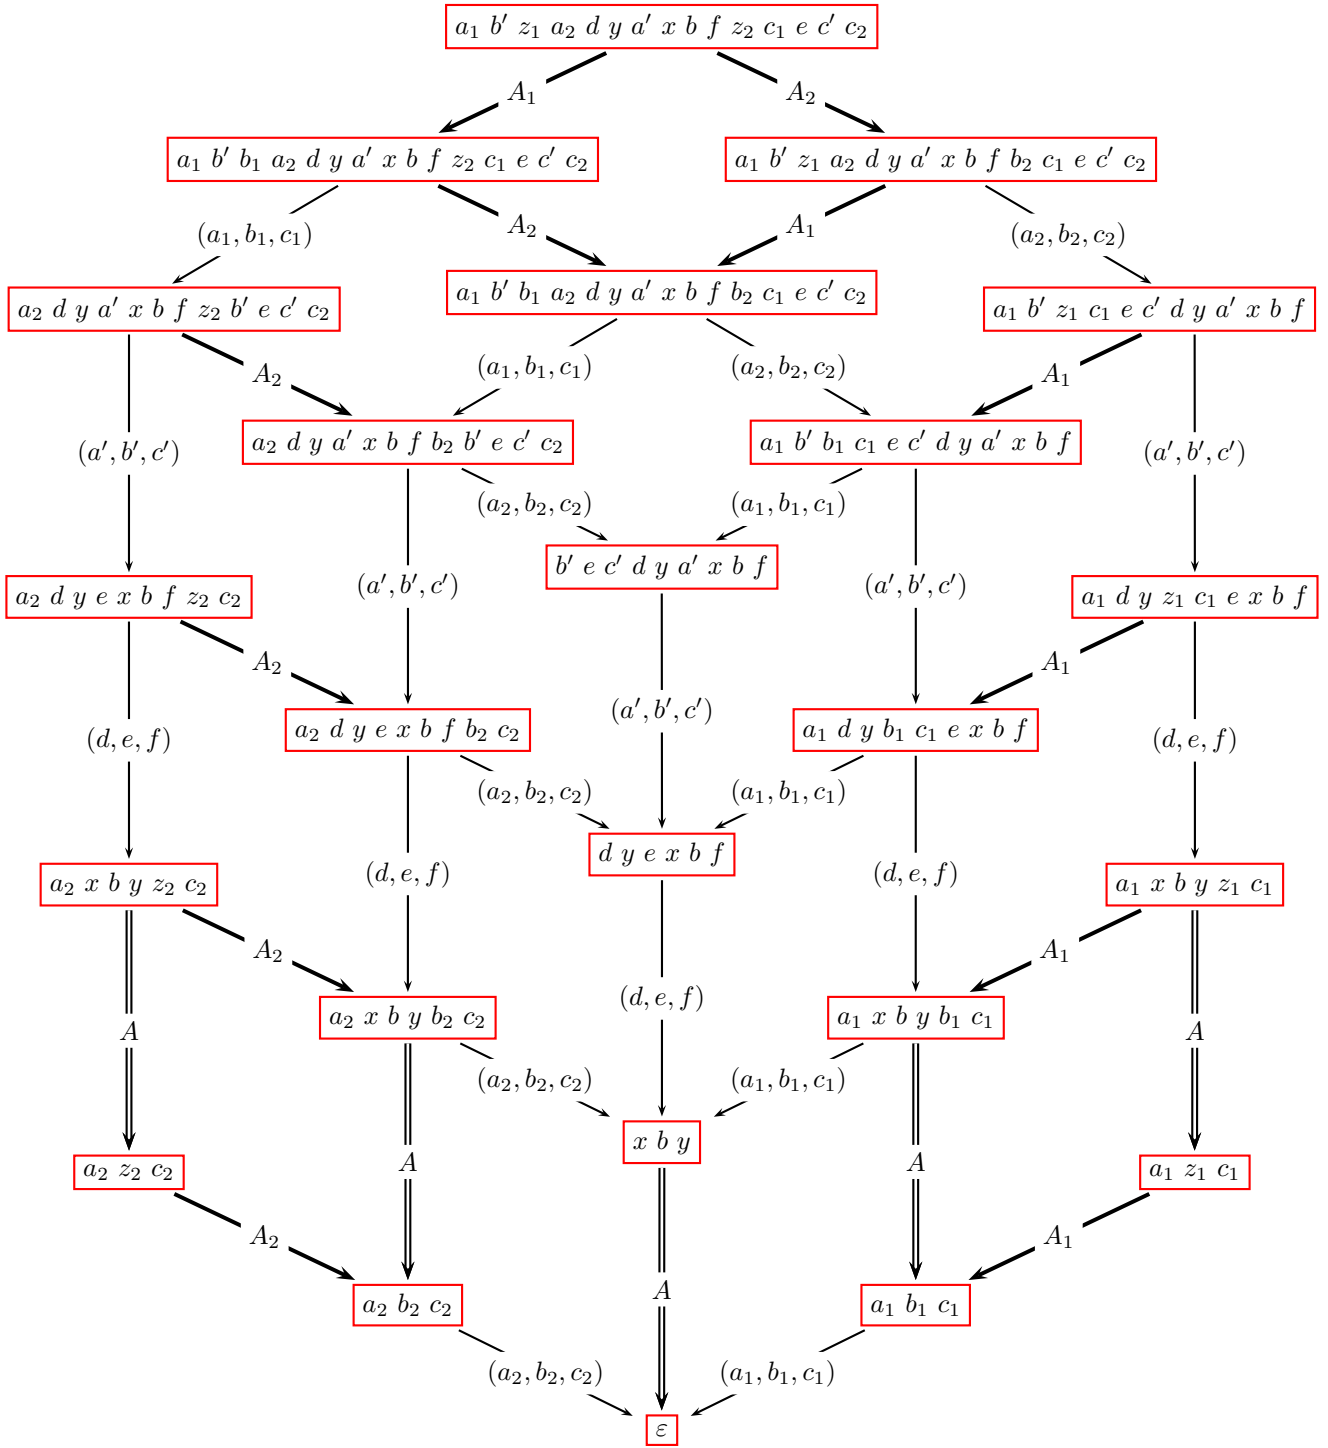 a₁ b′ z₁ a₂ d y a′ x b f z₂ c₁ e c′ c₂
A₁ A₂
a₁ b′ b₁ a₂ d y a′ x b f z₂ c₁ e c′ c₂
a₁ b′ z₁ a₂ d y a′ x b f b₂ c₁ e c′ c₂
(a₁, b₁, c₁) A₂ A₁ (a₂, b₂, c₂)
a₂ d y a′ x b f z₂ b′ e c′ c₂
a₁ b′ b₁ a₂ d y a′ x b f b₂ c₁ e c′ c₂
a₁ b′ z₁ c₁ e c′ d y a′ x b f
A₂ (a₁, b₁, c₁) (a₂, b₂, c₂) A₁
(a′, b′, c′)
a₂ d y a′ x b f b₂ b′ e c′ c₂
a₁ b′ b₁ c₁ e c′ d y a′ x b f
(a′, b′, c′)
(a₂, b₂, c₂) (a₁, b₁, c₁)
b′ e c′ d y a′ x b f
(a′, b′, c′) (a′, b′, c′)
a₂ d y e x b f z₂ c₂
a₁ d y z₁ c₁ e x b f
A₂ A₁
(a′, b′, c′)
a₂ d y e x b f b₂ c₂
a₁ d y b₁ c₁ e x b f
(d, e, f) (d, e, f)
(a₂, b₂, c₂) (a₁, b₁, c₁)
d y e x b f
(d, e, f) (d, e, f)
a₂ x b y z₂ c₂
a₁ x b y z₁ c₁
A₂ A₁
(d, e, f)
a₂ x b y b₂ c₂
a₁ x b y b₁ c₁
A A
(a₂, b₂, c₂) (a₁, b₁, c₁)
x b y
A A
a₂ z₂ c₂
a₁ z₁ c₁
A₂ A₁
A
a₂ b₂ c₂
a₁ b₁ c₁
(a₂, b₂, c₂) (a₁, b₁, c₁)
ε